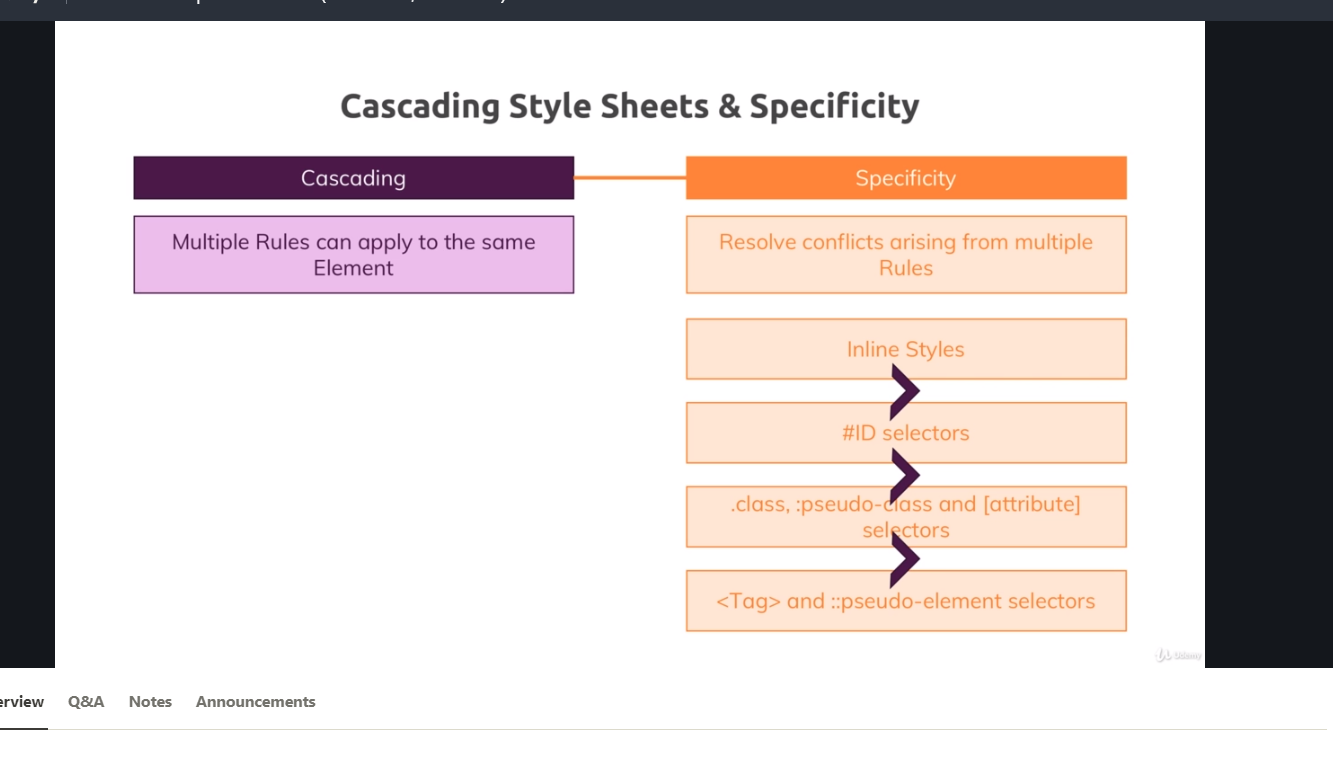 Cascading Style Sheets & Specificity
Cascading
Specificity
Multiple Rules can apply to the same
Element
Resolve conflicts arising from multiple
Rules
Inline Styles
#ID selectors
.class, :pseudo-class and [attribute]
selectors
<Tag> and ::pseudo-element selectors
Udemy
erview Q&A Notes Announcements